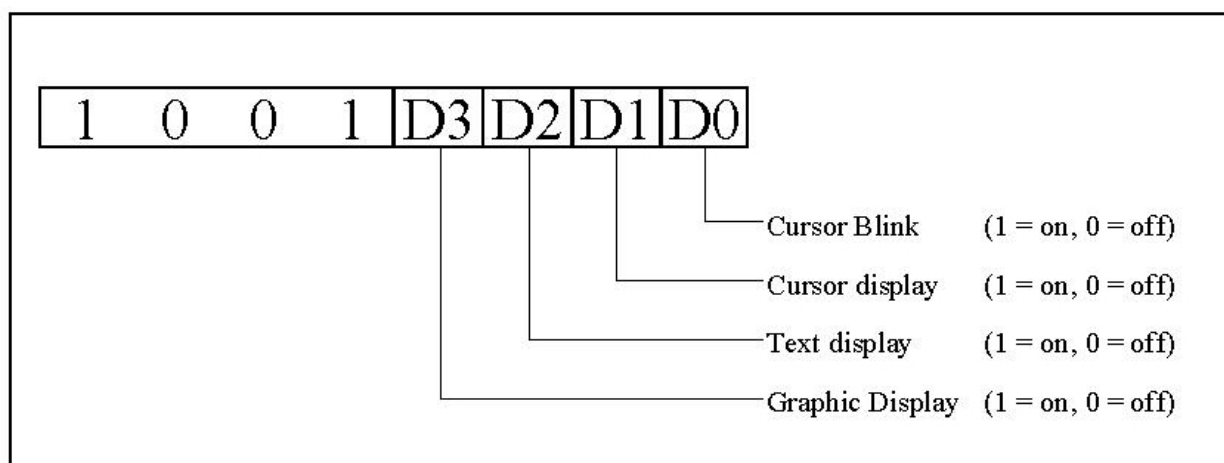 1 0 0 1 D3 D2 D1 D0
Cursor Blink (1 = on, 0 = off)
Cursor display (1 = on, 0 = off)
Text display (1 = on, 0 = off)
Graphic Display (1 = on, 0 = off)